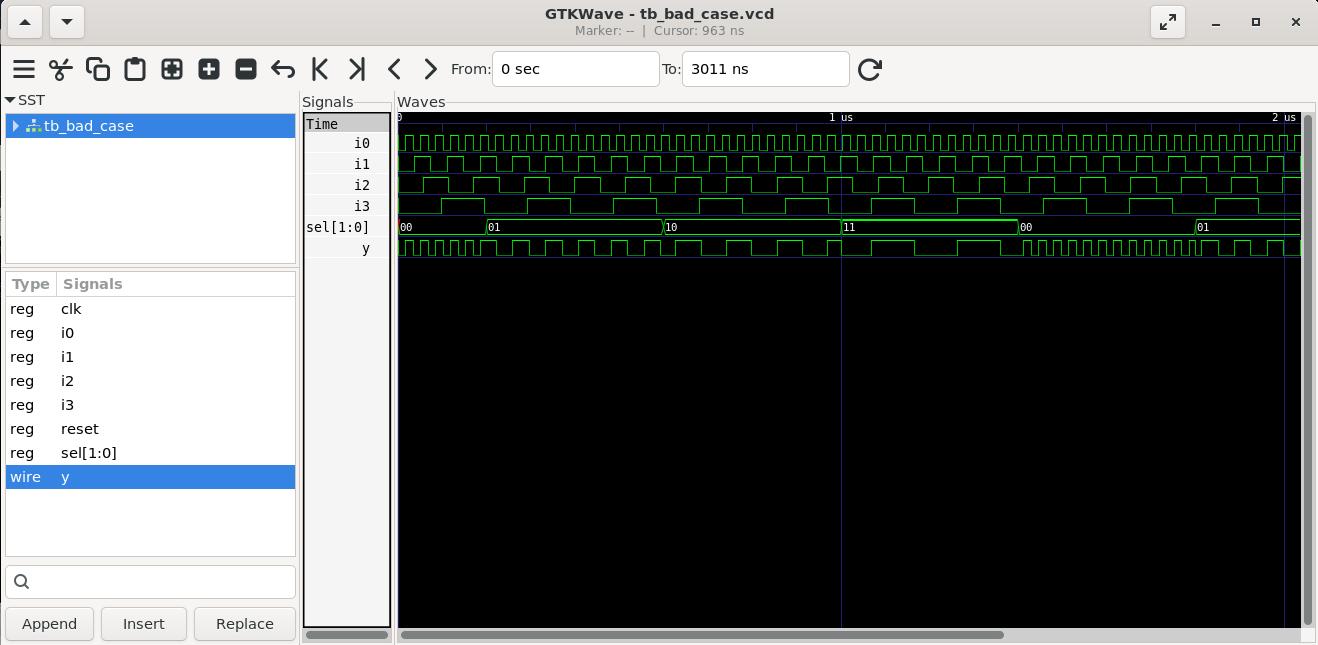 GTKWave - tb_bad_case.vcd
Marker: -- | Cursor: 963 ns
From: 0 sec To: 3011 ns
SST
tb_bad_case
Type Signals
reg clk
reg i0
reg i1
reg i2
reg i3
reg reset
reg sel[1:0]
wire y
Append Insert Replace
Signals
Time
i0
i1
i2
i3
sel[1:0]
y
Waves
0 1 us 2 us
00 01 10 11 00 01